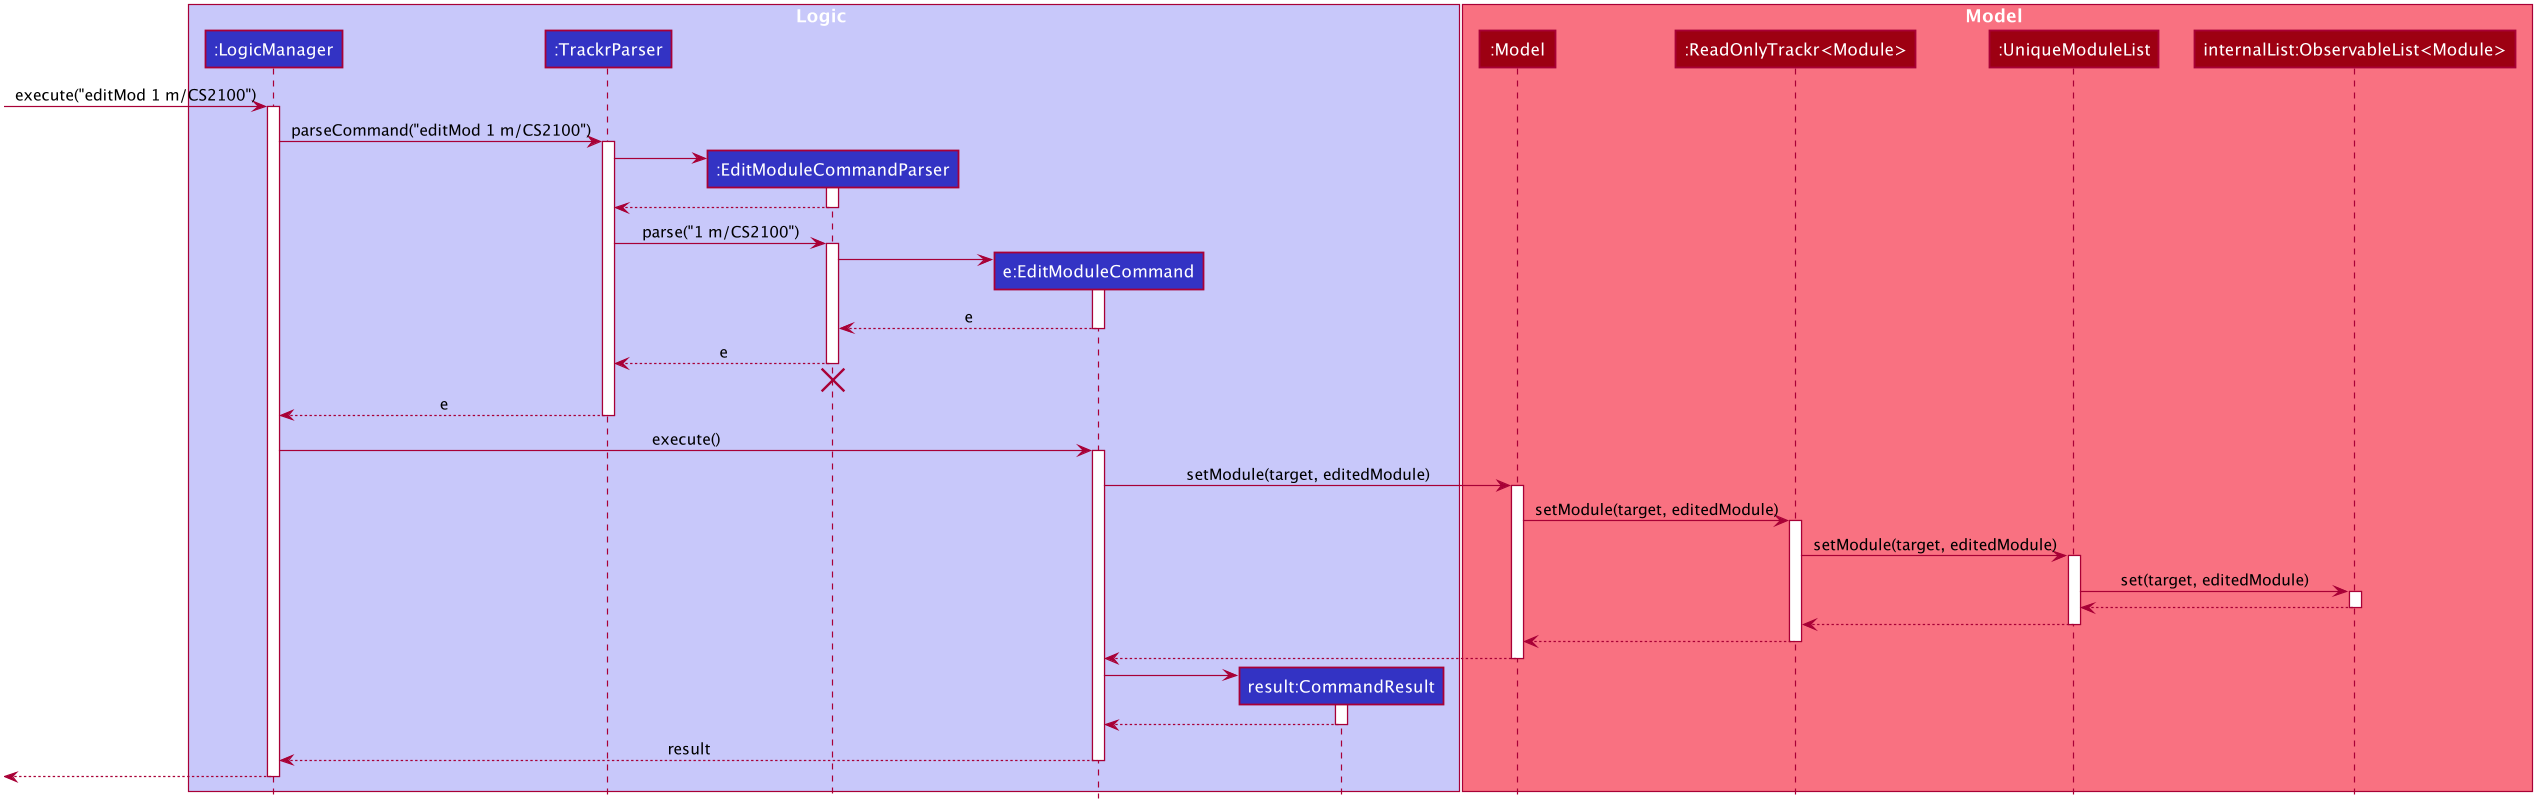 Logic
Model
:LogicManager
:TrackrParser
:Model
:ReadOnlyTrackr<Module>
:UniqueModuleList
internalList:ObservableList<Module>
execute("editMod 1 m/CS2100")
parseCommand("editMod 1 m/CS2100")
:EditModuleCommandParser
parse("1 m/CS2100")
e:EditModuleCommand
e
e
e
execute()
setModule(target, editedModule)
setModule(target, editedModule)
setModule(target, editedModule)
set(target, editedModule)
result:CommandResult
result